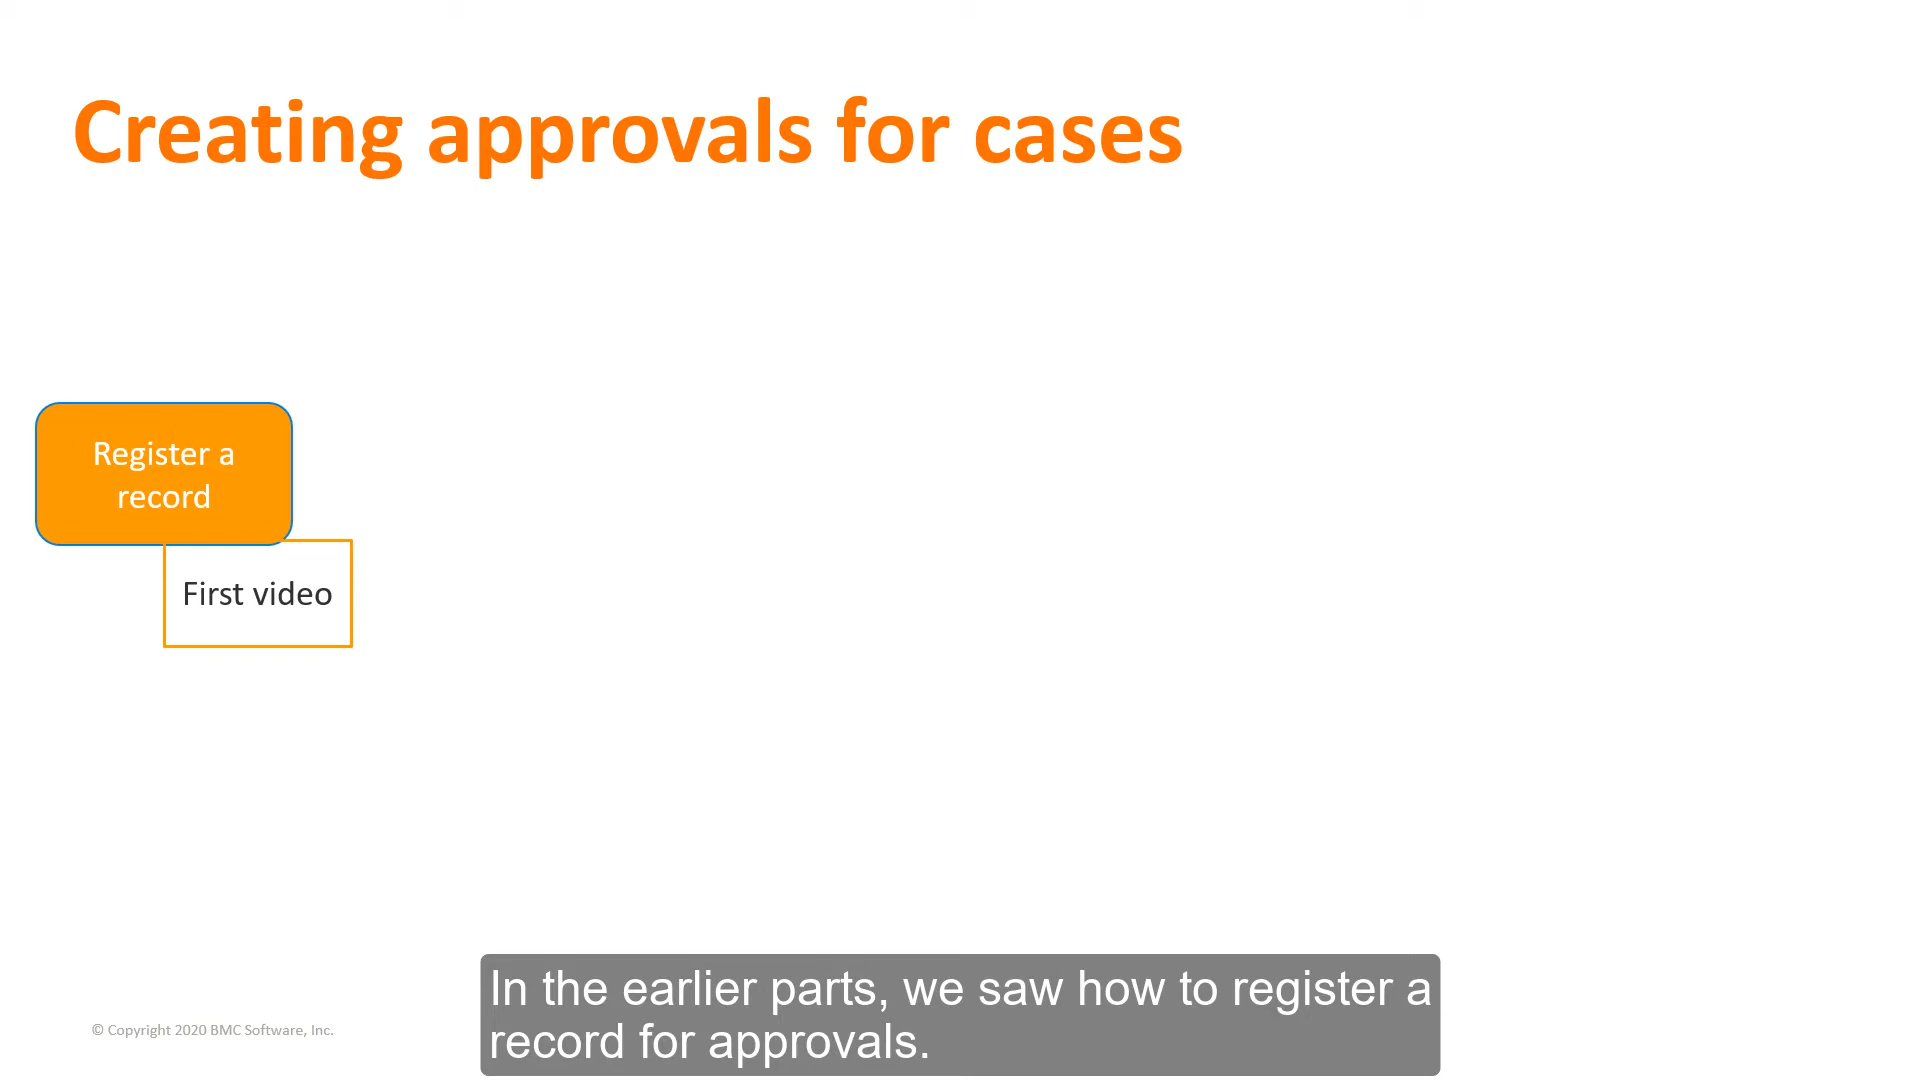 Creating approvals for cases
Register a
record
First video
In the earlier parts, we saw how to register a
record for approvals.
© Copyright 2020 BMC Software, Inc.